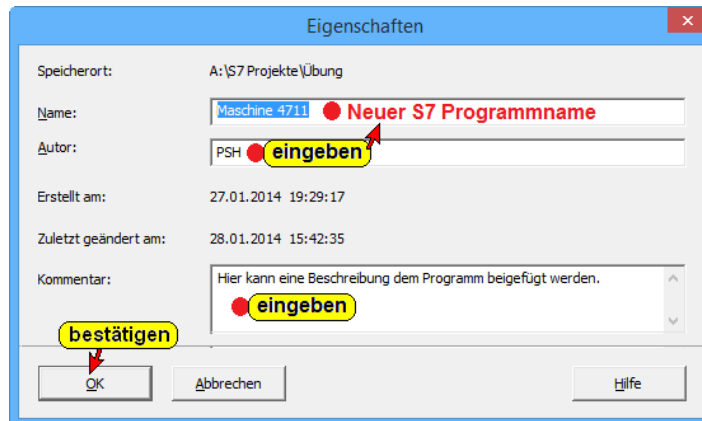 Eigenschaften
Speicherort: A:\S7 Projekte\Übung
Name: Maschine 4711 Neuer S7 Programmname
Autor: PSH eingeben
Erstellt am: 27.01.2014 19:29:17
Zuletzt geändert am: 28.01.2014 15:42:35
Kommentar: Hier kann eine Beschreibung dem Programm beigefügt werden.
eingeben
bestätigen
OK Abbrechen Hilfe